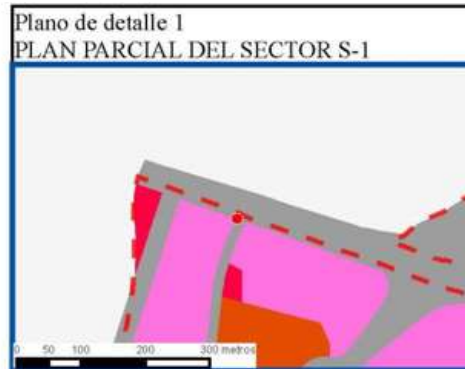 Plano de detalle 1
PLAN PARCIAL DEL SECTOR S-1
0 50 100 200 300 metros